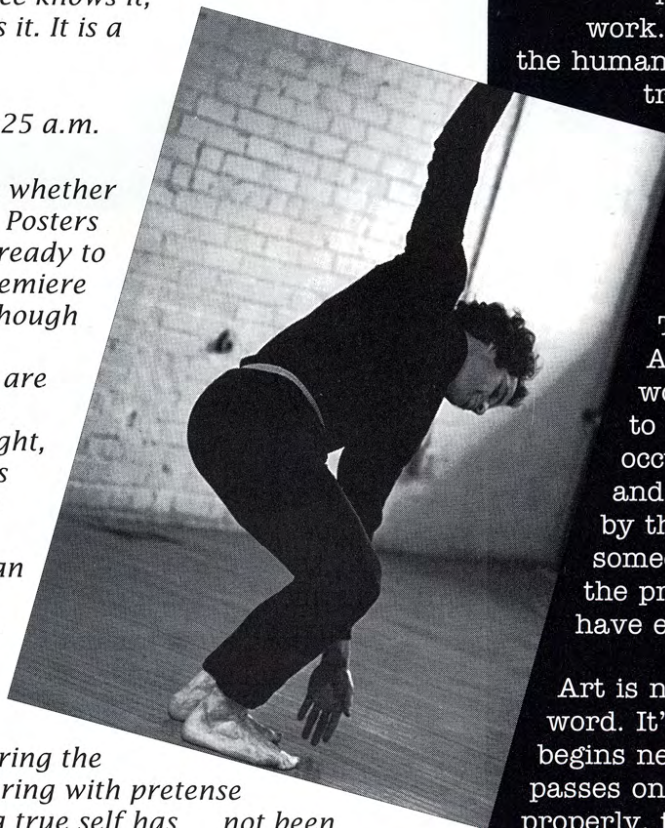 knows it,
s it. It is a
25 a.m.
whether
Posters
ready to
emiere
hough
are
ght,
s
an
ring the
ring with pretense
true self has not been
work.
the human
tr
T
A
wo
to
occ
and
by th
some
the pr
have e
Art is n
word. It's
begins ne
passes on
properly